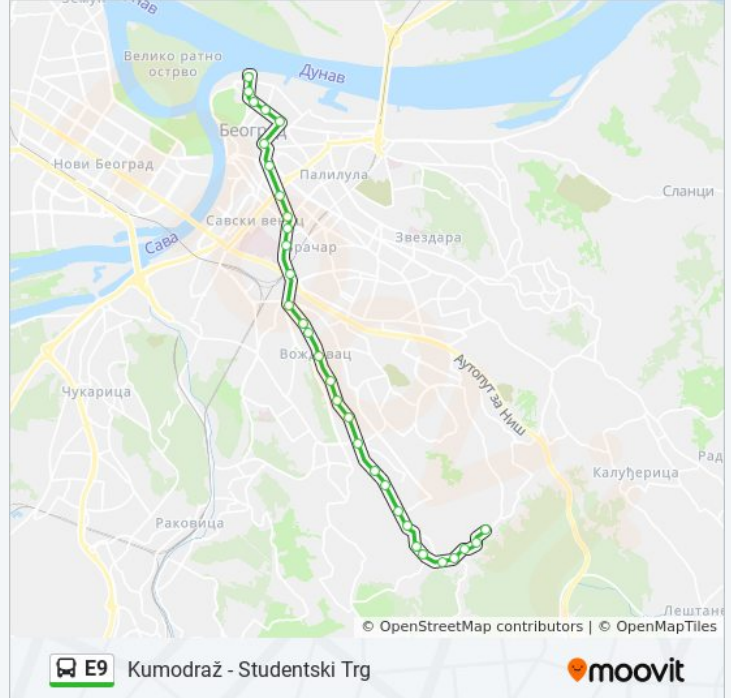 нав
Велико ратно
острво
Дунав
Београд
Нови Београд
Палилула
Сланци
Савски венац
Сава
Звездара
Врачар
Вождовац
Аутопут за Ниш
Чукарица
Калуђерица
Рад
Раковица
Лештане
© OpenStreetMap contributors | © OpenMapTiles
E9 Kumodraž - Studentski Trg
moovit